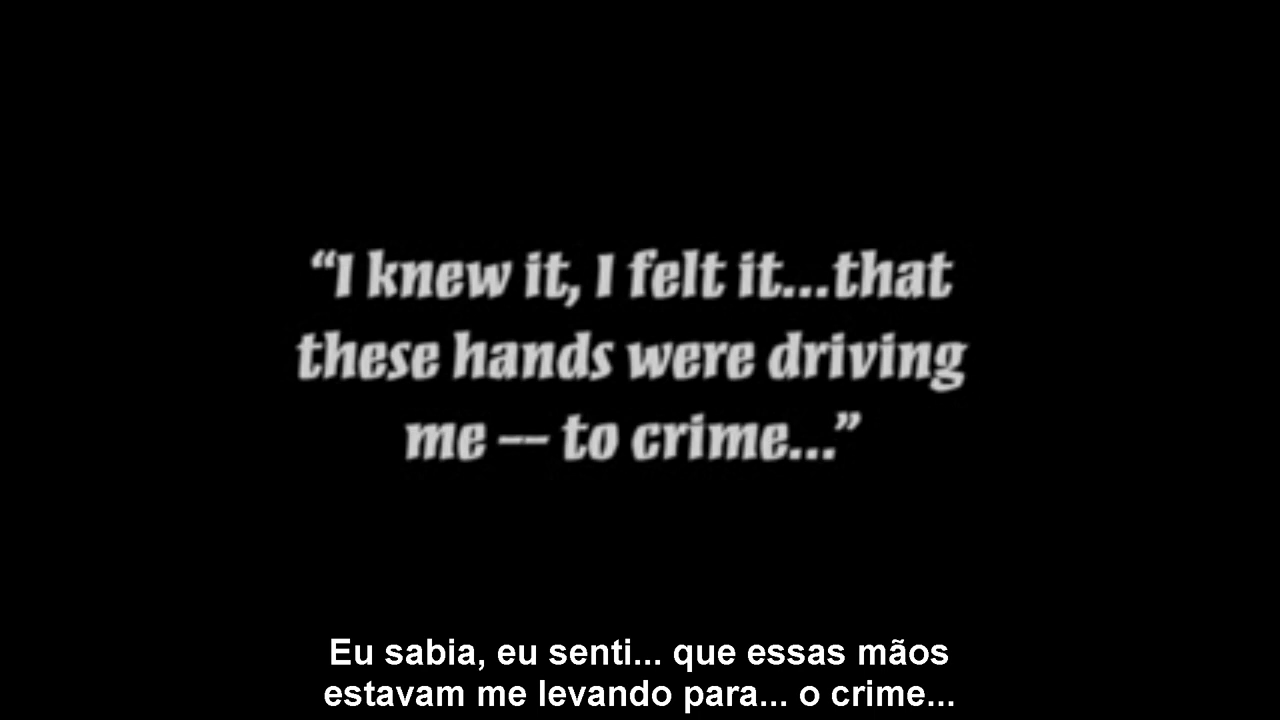 “I knew it, I felt it...that
these hands were driving
me -- to crime...”
Eu sabia, eu senti... que essas mãos
estavam me levando para... o crime...